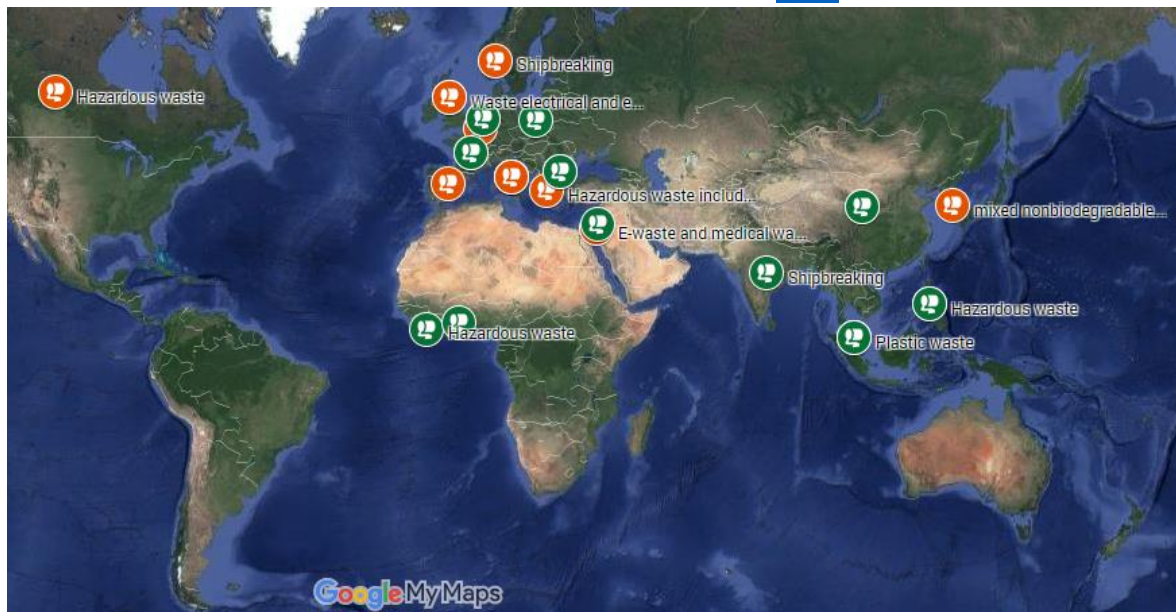 Shipbreaking
Hazardous waste
Waste electrical and e...
Hazardous waste includ...
mixed nonbiodegradable...
E-waste and medical wa...
Shipbreaking
Hazardous waste
Hazardous waste
Plastic waste
Google My Maps